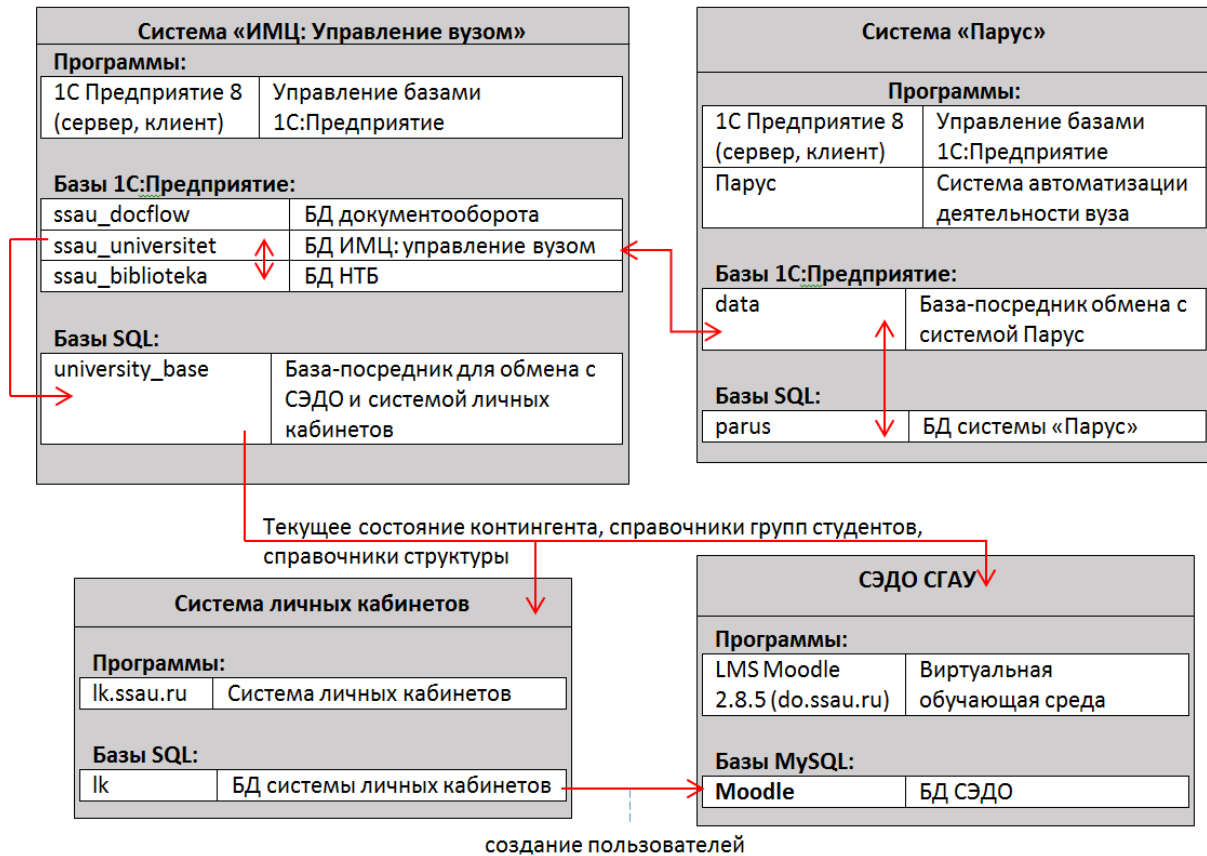 Система «ИМЦ: Управление вузом»
Программы:
1С Предприятие 8
(сервер, клиент)
Управление базами
1С:Предприятие
Базы 1С:Предприятие:
ssau_docflow
БД документооборота
ssau_universitet
БД ИМЦ: управление вузом
ssau_biblioteka
БД НТБ
Базы SQL:
university_base
База-посредник для обмена с
СЭДО и системой личных
кабинетов
Система «Парус»
Программы:
1С Предприятие 8
(сервер, клиент)
Управление базами
1С:Предприятие
Парус
Система автоматизации
деятельности вуза
Базы 1С:Предприятие:
data
База-посредник обмена с
системой Парус
Базы SQL:
parus
БД системы «Парус»
Текущее состояние контингента, справочники групп студентов,
справочники структуры
Система личных кабинетов
Программы:
lk.ssau.ru
Система личных кабинетов
Базы SQL:
lk
БД системы личных кабинетов
СЭДО СГАУ
Программы:
LMS Moodle
2.8.5 (do.ssau.ru)
Виртуальная
обучающая среда
Базы MySQL:
Moodle
БД СЭДО
создание пользователей